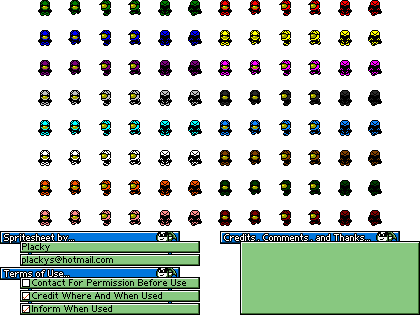 Spritesheet by...
Placky
plackys@hotmail.com
Terms of Use...
Contact For Permission Before Use
Credit Where And When Used
Inform When Used
Credits, Comments, and Thanks...